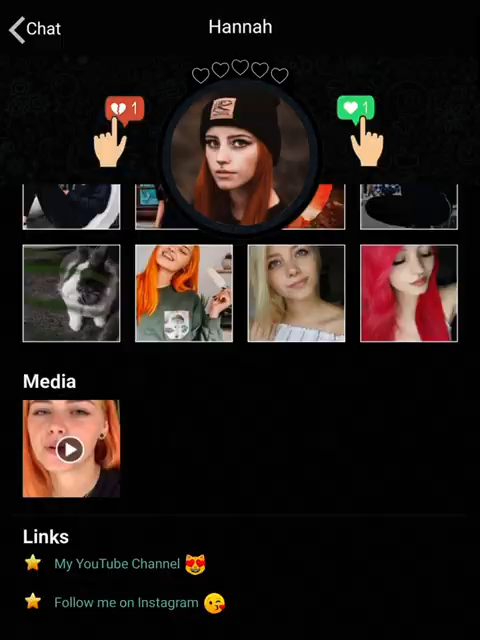 Chat
Hannah
1
1
Media
Links
My YouTube Channel
Follow me on Instagram